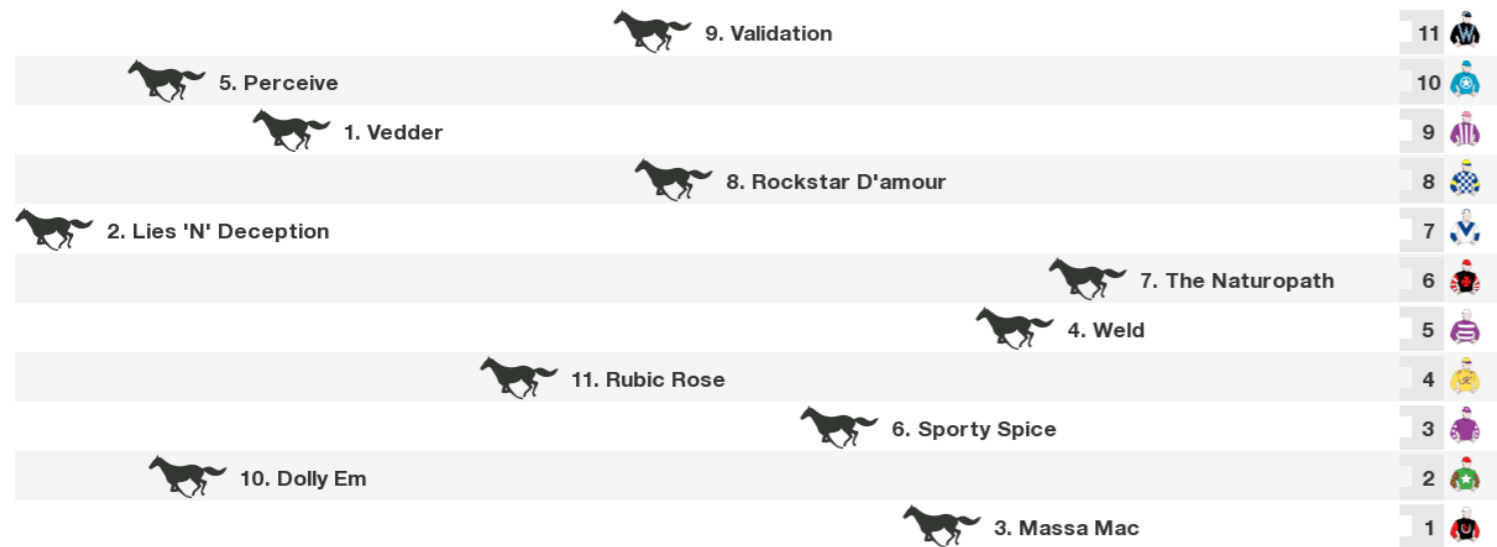 9. Validation 11
5. Perceive 10
1. Vedder 9
8. Rockstar D'amour 8
2. Lies 'N' Deception 7
7. The Naturopath 6
4. Weld 5
11. Rubic Rose 4
6. Sporty Spice 3
10. Dolly Em 2
3. Massa Mac 1